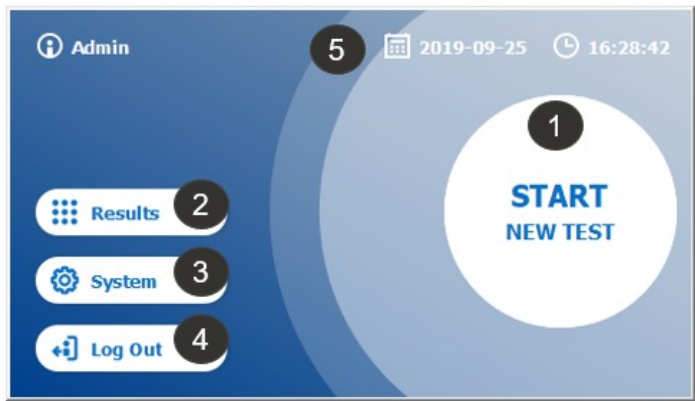 Admin
5
2019-09-25
16:28:42
1
START
NEW TEST
Results
2
System
3
Log Out
4